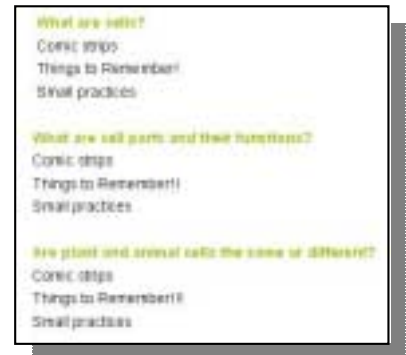 What are cells?
Comic strips
Things to Remember!
Small practices
What are cell parts and their functions?
Comic strips
Things to Remember!!
Small practices
Are plant and animal cells the same or different?
Comic strips
Things to Remember!!!
Small practices